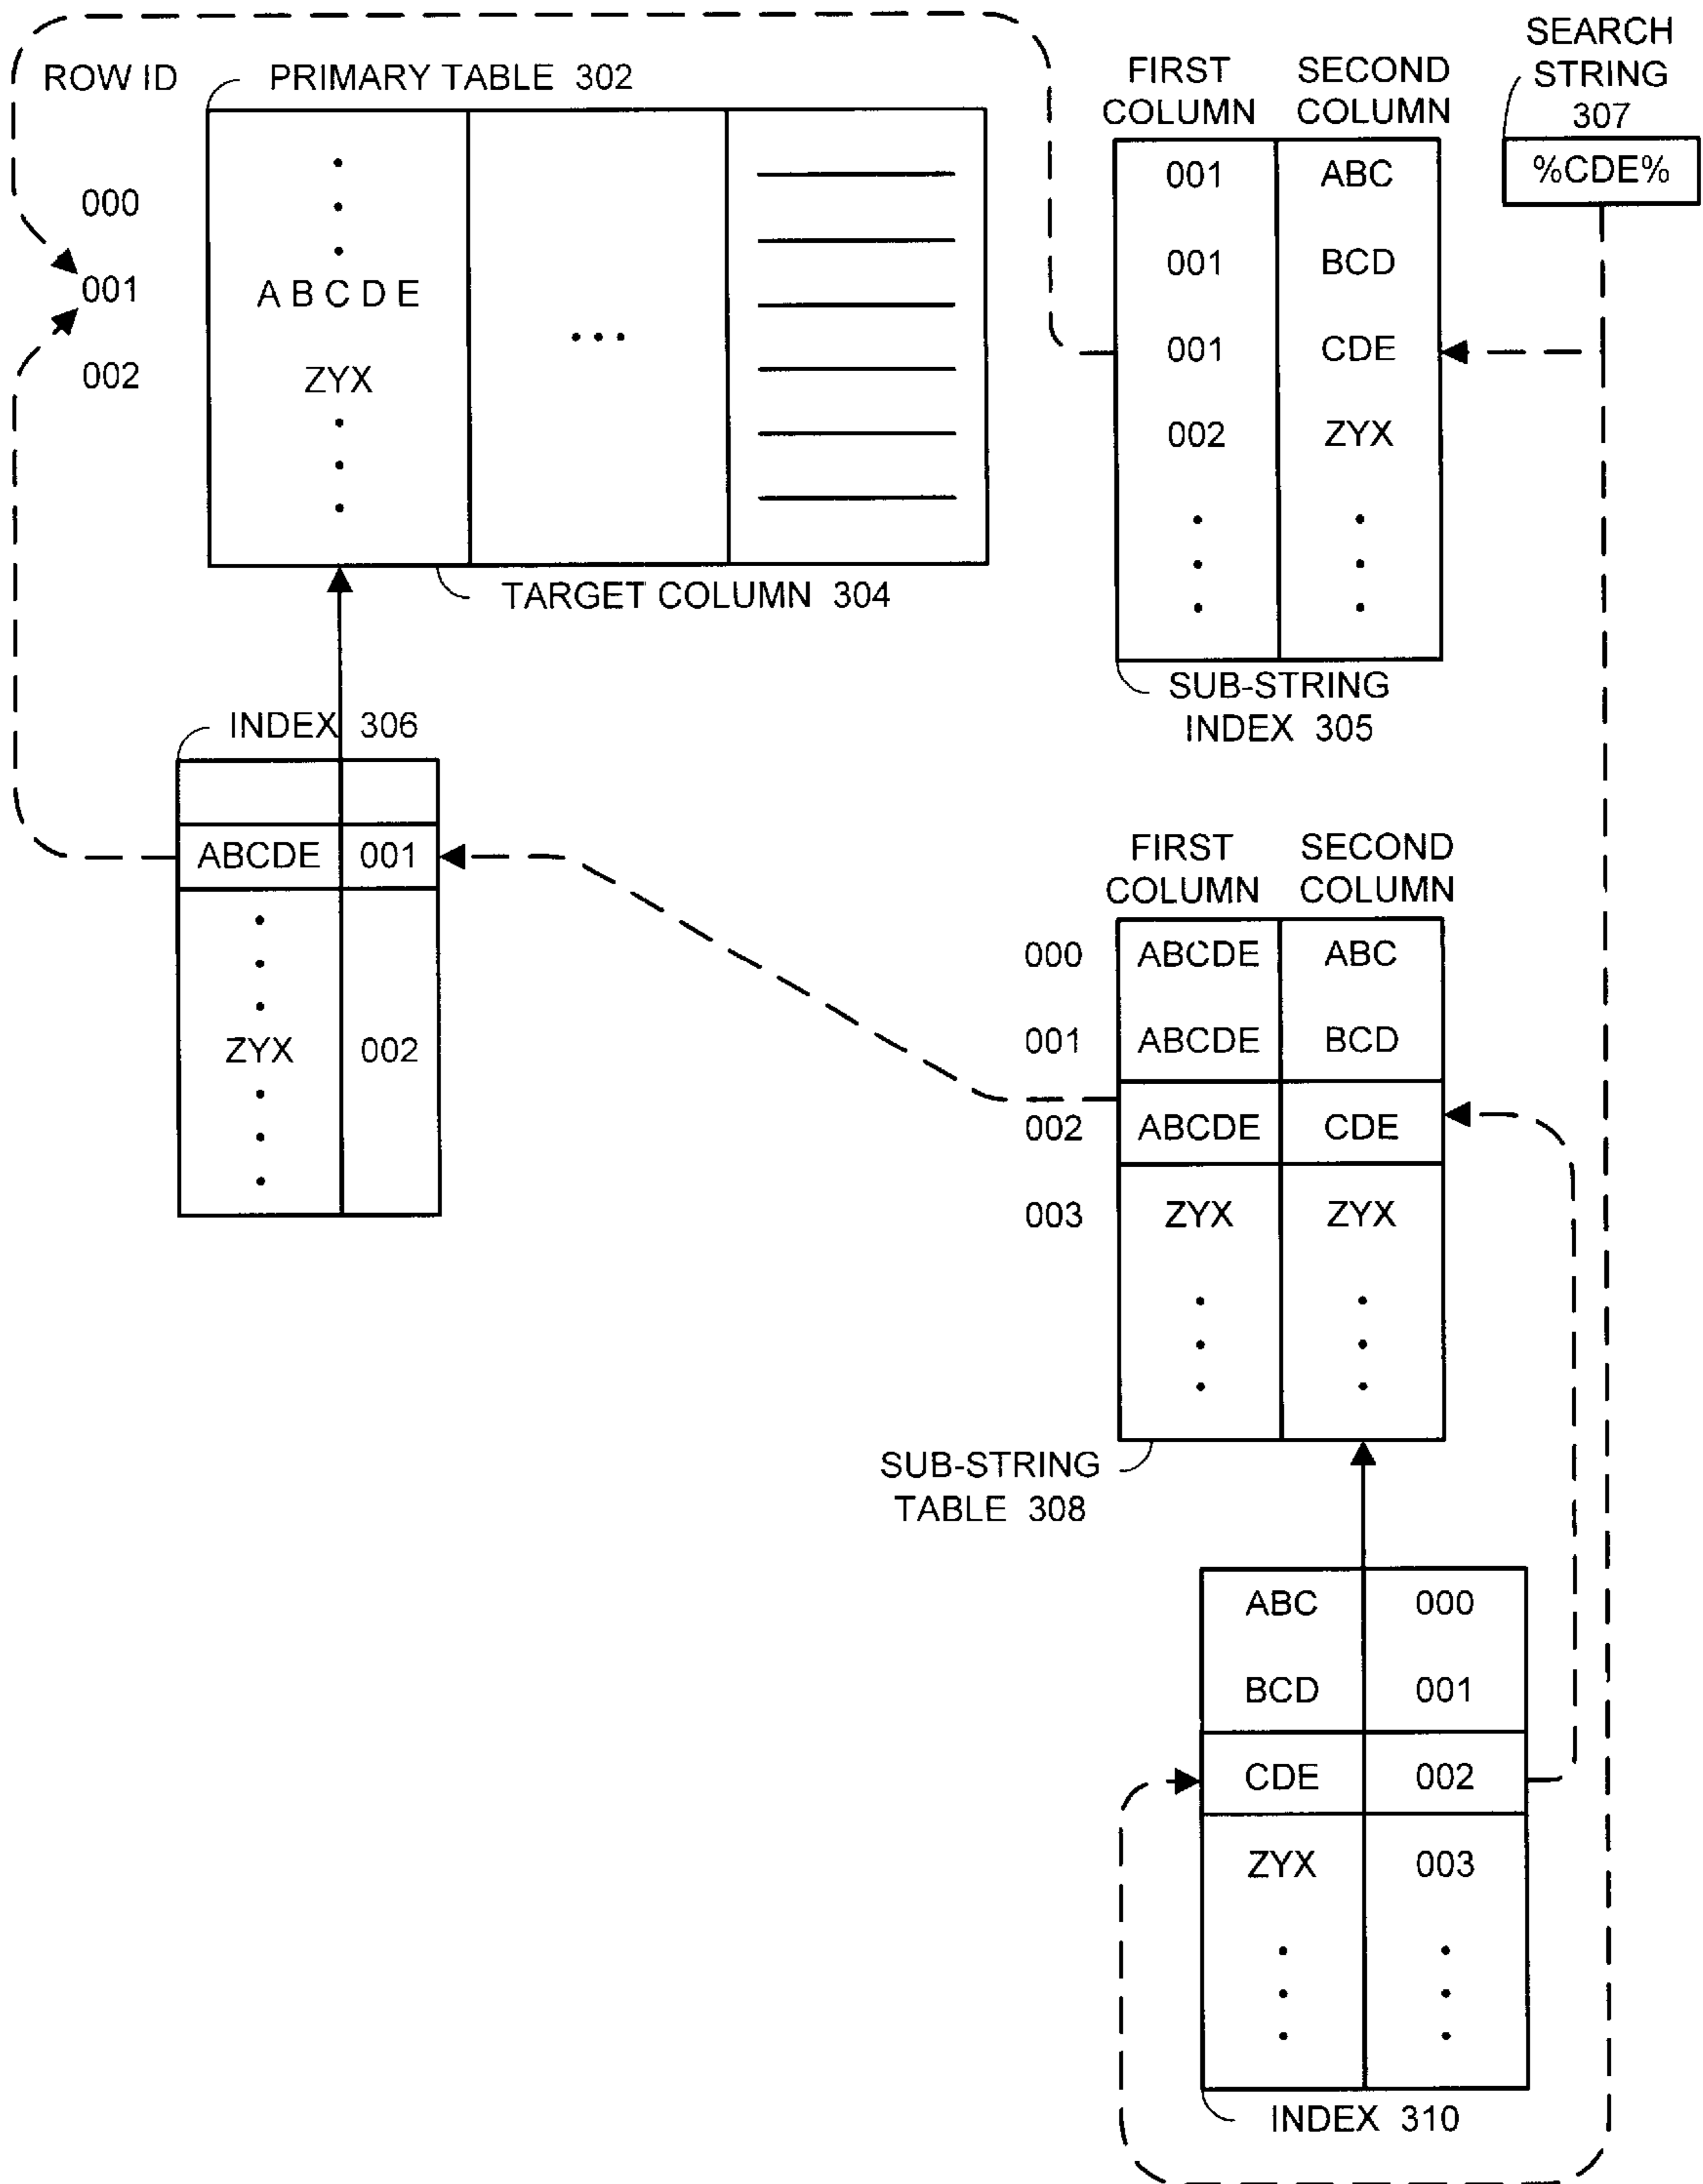 ROW ID
PRIMARY TABLE 302
000
001
002
A B C D E
ZYX
...
TARGET COLUMN 304
FIRST COLUMN
SECOND COLUMN
001 ABC
001 BCD
001 CDE
002 ZYX
SUB-STRING
INDEX 305
SEARCH
STRING
307
%CDE%
INDEX 306
ABCDE 001
ZYX 002
FIRST COLUMN
SECOND COLUMN
000 ABCDE ABC
001 ABCDE BCD
002 ABCDE CDE
003 ZYX ZYX
SUB-STRING
TABLE 308
ABC 000
BCD 001
CDE 002
ZYX 003
INDEX 310